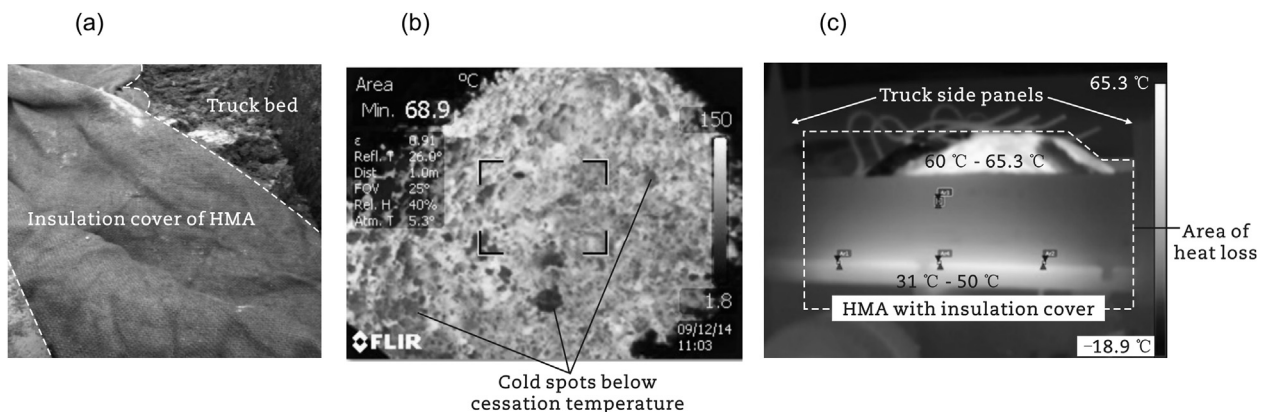 (a)
(b)
(c)
Truck bed
Insulation cover of HMA
Area
°C
Min. 68.9
150
ε 0.91
Refl. T 26.0°
Dist 1.0m
FOV 25°
Rel. H 40%
Atm. T 5.3°
1.8
09/12/14
11:03
FLIR
Cold spots below
cessation temperature
65.3 ℃
Truck side panels
60 ℃ - 65.3 ℃
Area of
heat loss
31 ℃ - 50 ℃
HMA with insulation cover
−18.9 ℃